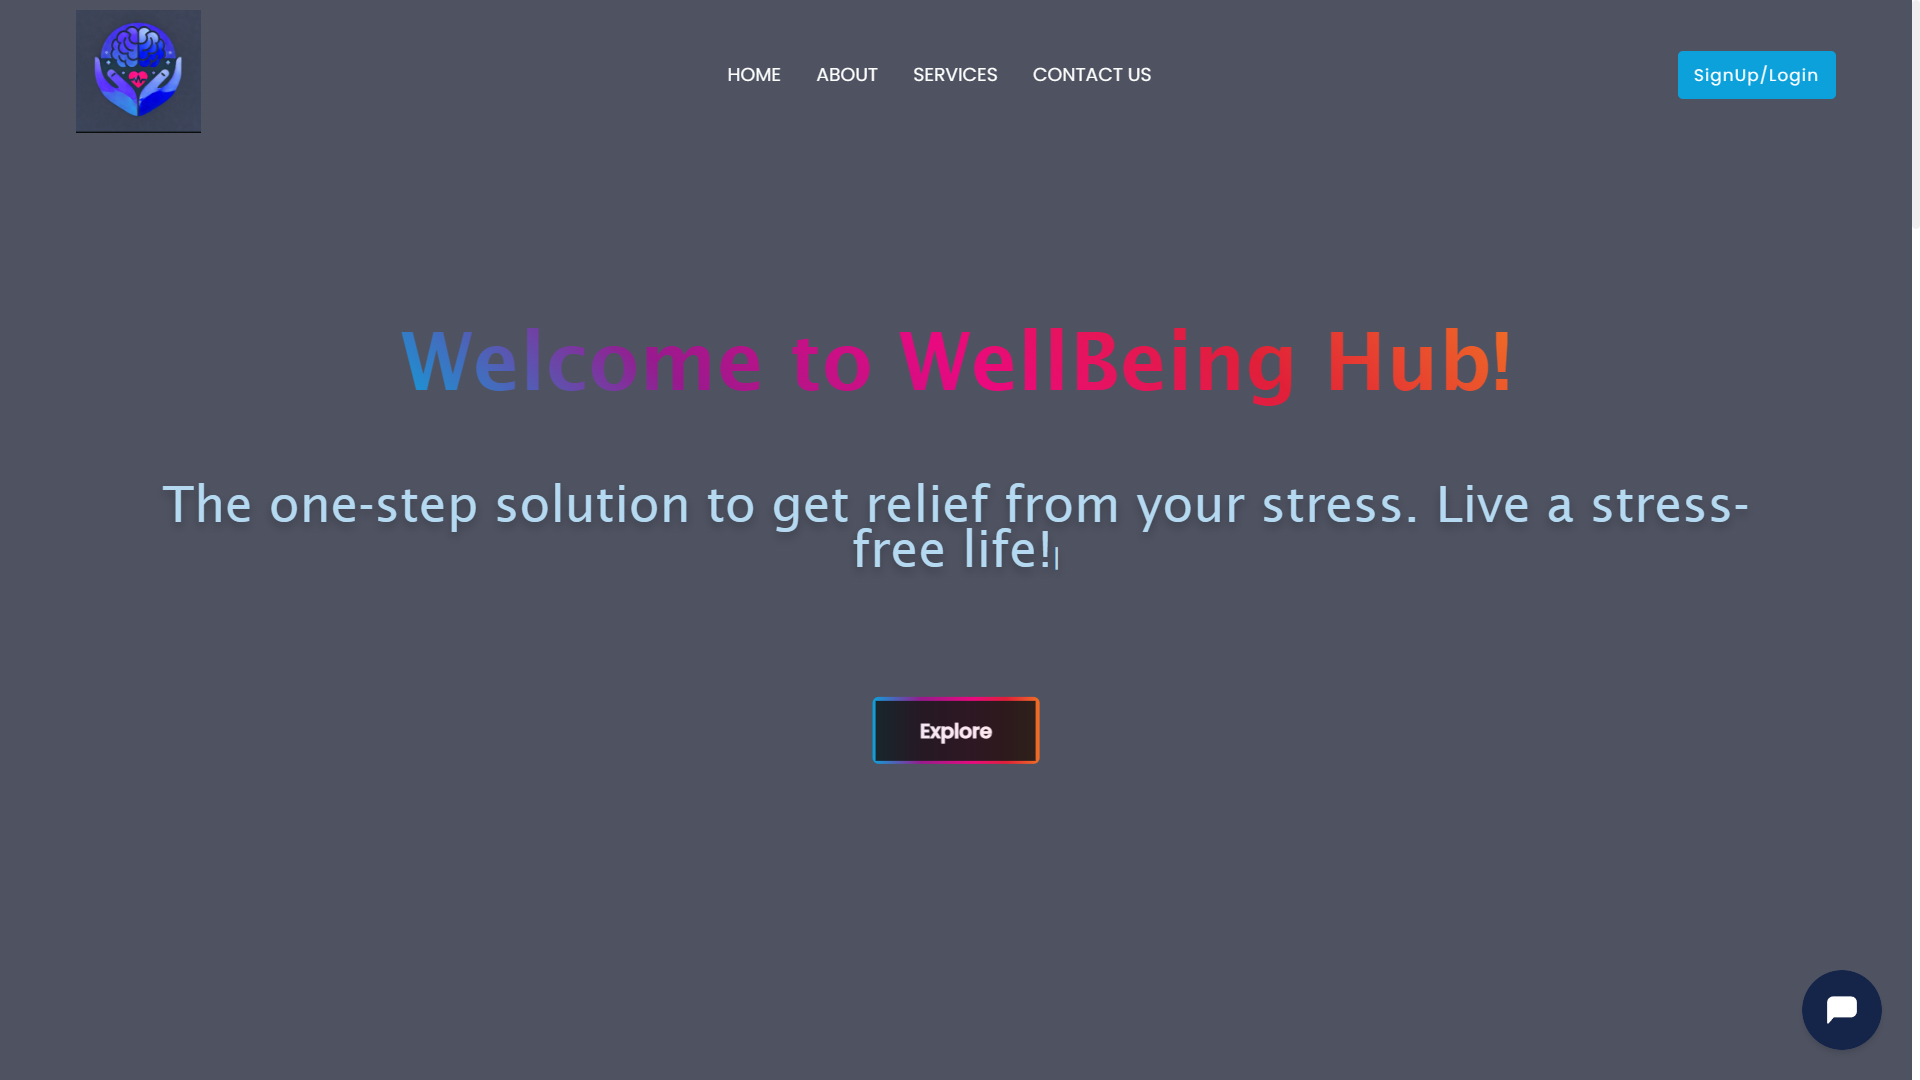 HOME ABOUT SERVICES CONTACT US SignUp/Login
Welcome to WellBeing Hub!
The one-step solution to get relief from your stress. Live a stress-
free life!|
Explore